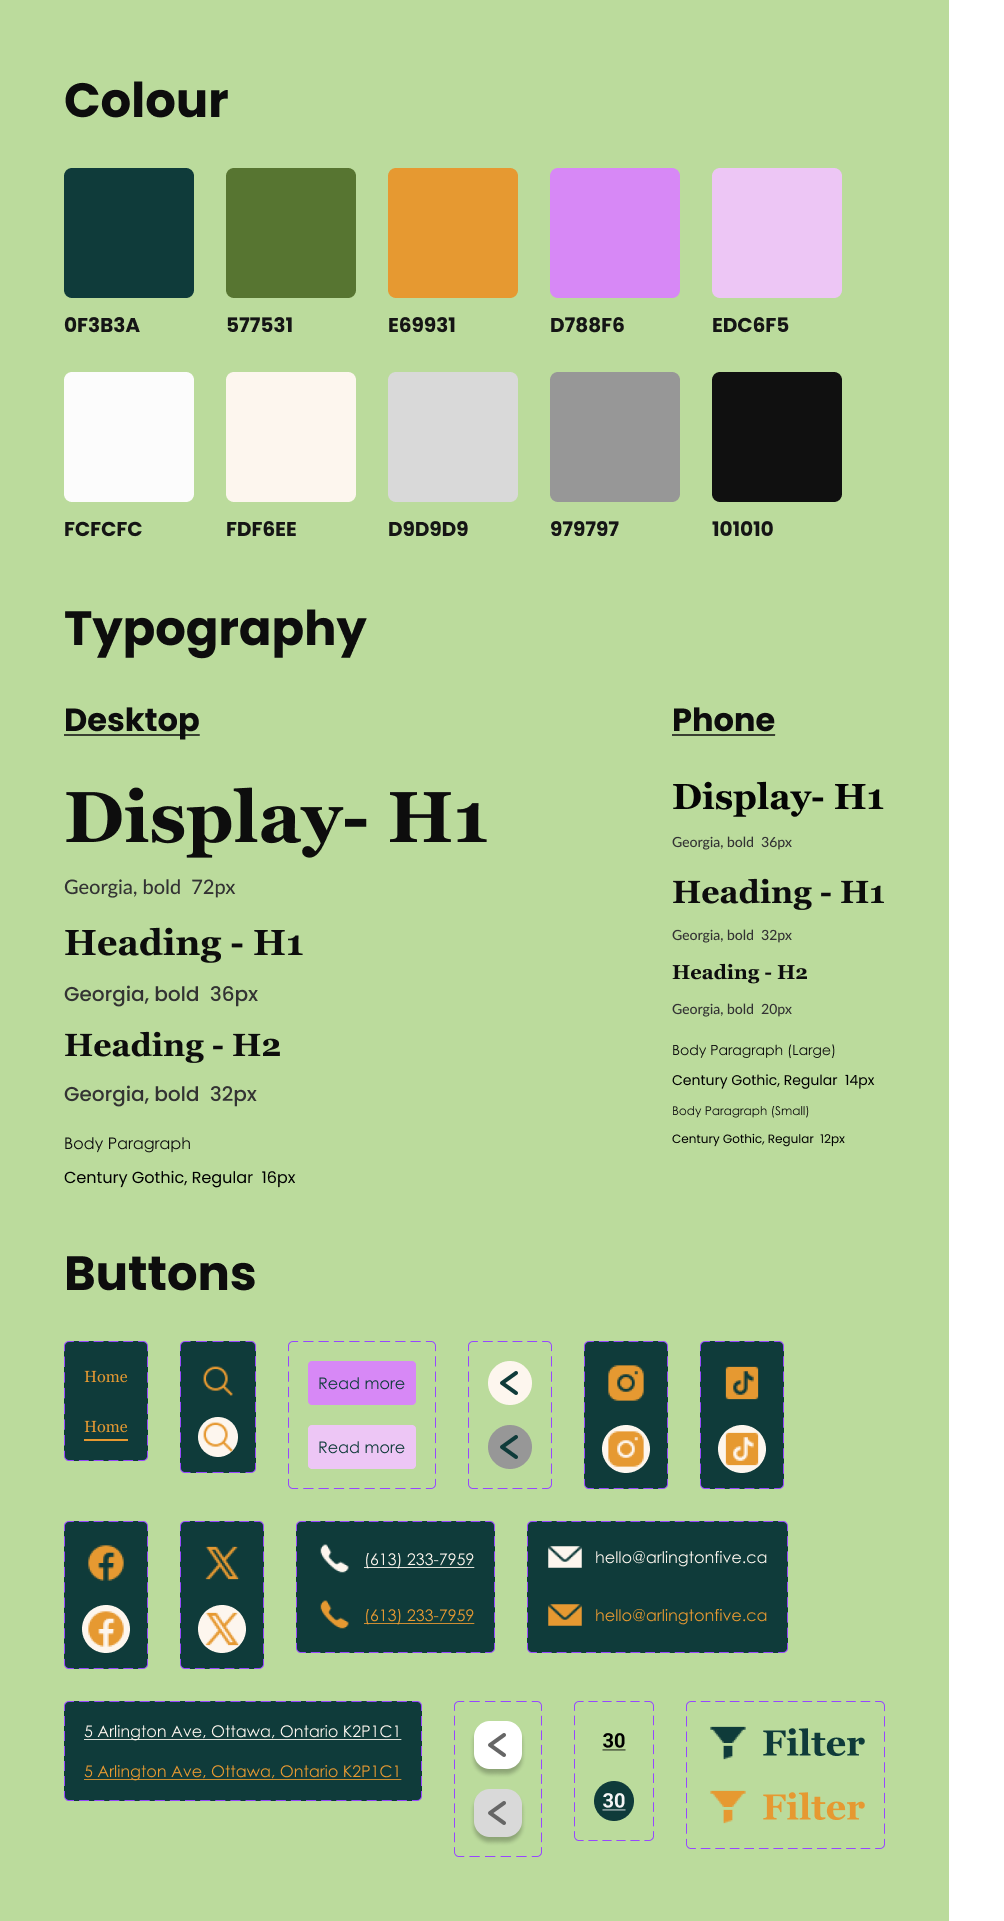 Colour
0F3B3A 577531 E69931 D788F6 EDC6F5
FCFCFC FDF6EE D9D9D9 979797 101010
Typography
Desktop
Display- H1
Georgia, bold 72px
Heading - H1
Georgia, bold 36px
Heading - H2
Georgia, bold 32px
Body Paragraph
Century Gothic, Regular 16px
Phone
Display- H1
Georgia, bold 36px
Heading - H1
Georgia, bold 32px
Heading - H2
Georgia, bold 20px
Body Paragraph (Large)
Century Gothic, Regular 14px
Body Paragraph (Small)
Century Gothic, Regular 12px
Buttons
Home
Home
Read more
Read more
(613) 233-7959
(613) 233-7959
hello@arlingtonfive.ca
hello@arlingtonfive.ca
5 Arlington Ave, Ottawa, Ontario K2P1C1
5 Arlington Ave, Ottawa, Ontario K2P1C1
30
30
Filter
Filter